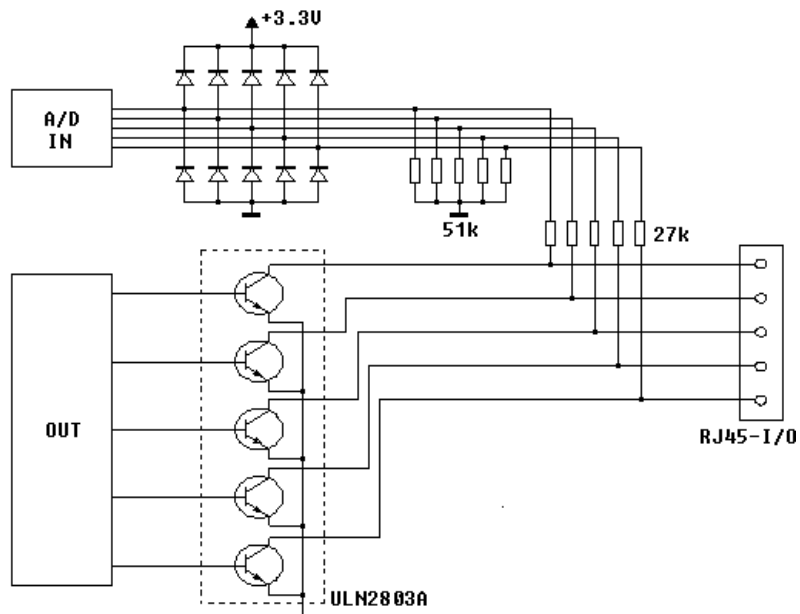 +3.3V
A/D
IN
51k
27k
OUT
RJ45-I/O
ULN2803A